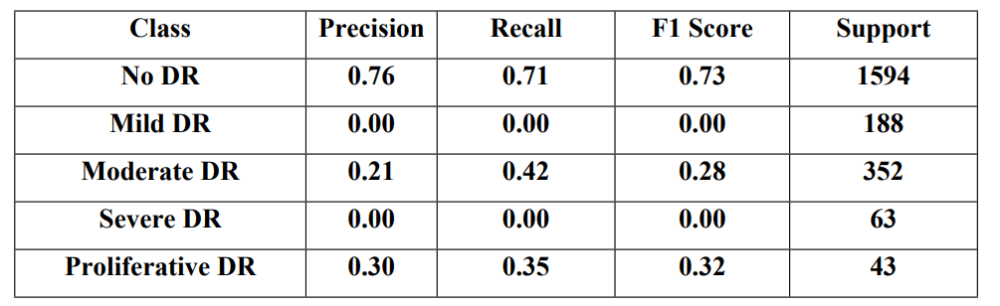 Class Precision Recall F1 Score Support
No DR 0.76 0.71 0.73 1594
Mild DR 0.00 0.00 0.00 188
Moderate DR 0.21 0.42 0.28 352
Severe DR 0.00 0.00 0.00 63
Proliferative DR 0.30 0.35 0.32 43